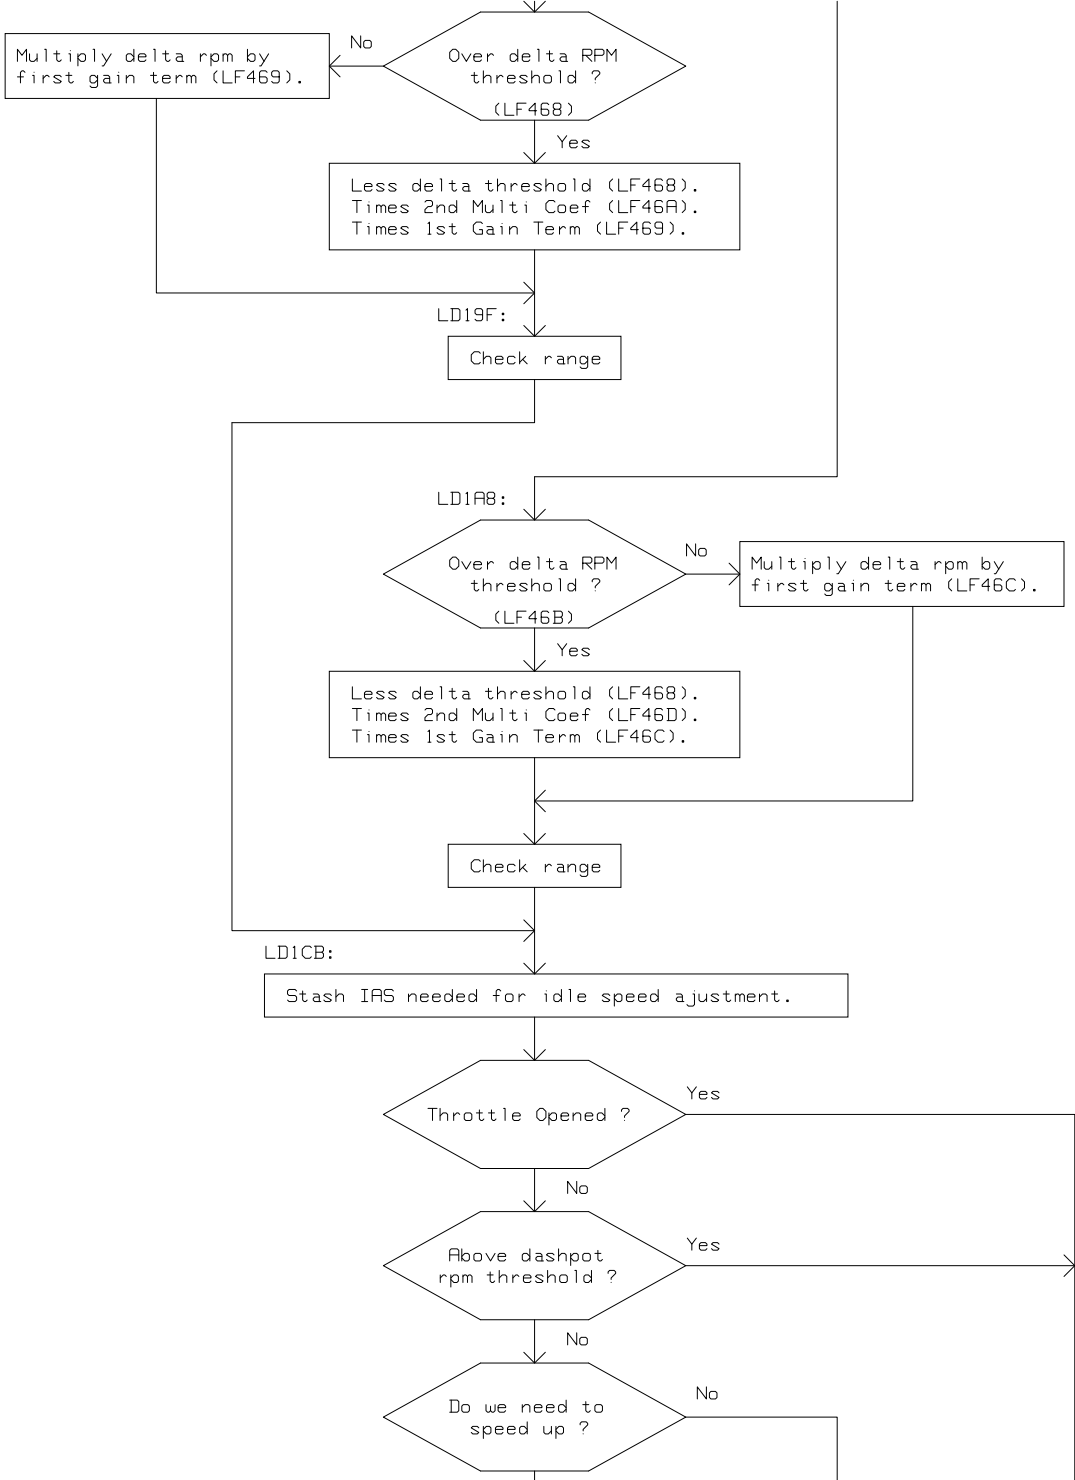 No
Multiply delta rpm by
first gain term (LF469).
Over delta RPM
threshold ?
(LF468)
Yes
Less delta threshold (LF468).
Times 2nd Multi Coef (LF46A).
Times 1st Gain Term (LF469).
LD19F:
Check range
LD1A8:
Over delta RPM
threshold ?
(LF46B)
No
Multiply delta rpm by
first gain term (LF46C).
Yes
Less delta threshold (LF468).
Times 2nd Multi Coef (LF46D).
Times 1st Gain Term (LF46C).
Check range
LD1CB:
Stash IAS needed for idle speed ajustment.
Throttle Opened ?
Yes
No
Above dashpot
rpm threshold ?
Yes
No
Do we need to
speed up ?
No